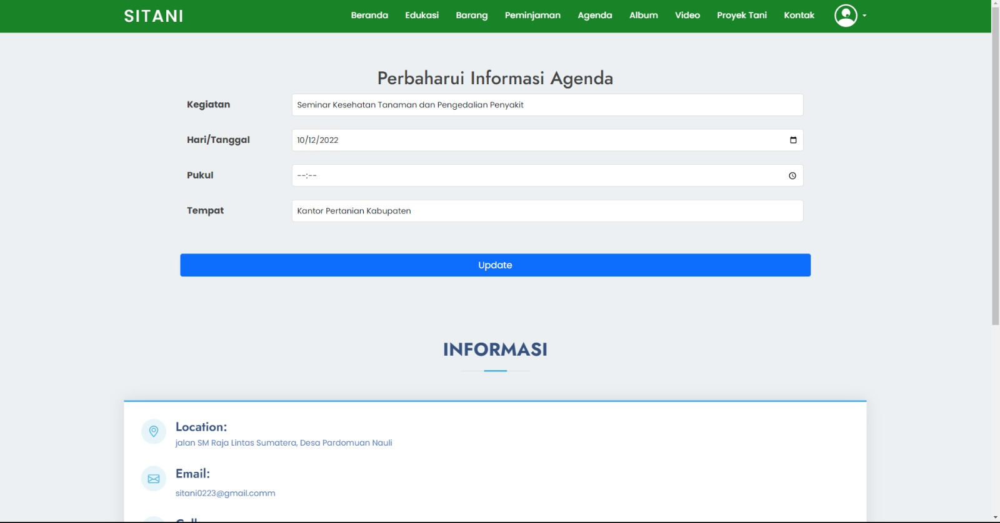 SITANI Beranda Edukasi Barang Peminjaman Agenda Album Video Proyek Tani Kontak
Perbaharui Informasi Agenda
Kegiatan Seminar Kesehatan Tanaman dan Pengedalian Penyakit
Hari/Tanggal 10/12/2022
Pukul --:--
Tempat Kantor Pertanian Kabupaten
Update
INFORMASI
Location:
jalan SM Raja Lintas Sumatera, Desa Pardomuan Nauli
Email:
sitani0223@gmail.comm